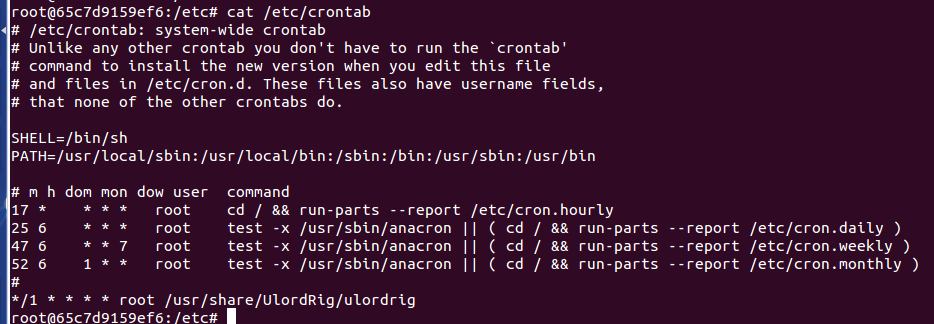 root@65c7d9159ef6:/etc# cat /etc/crontab
# /etc/crontab: system-wide crontab
# Unlike any other crontab you don't have to run the `crontab'
# command to install the new version when you edit this file
# and files in /etc/cron.d. These files also have username fields,
# that none of the other crontabs do.

SHELL=/bin/sh
PATH=/usr/local/sbin:/usr/local/bin:/sbin:/bin:/usr/sbin:/usr/bin

# m h dom mon dow user  command
17 *    * * *   root    cd / && run-parts --report /etc/cron.hourly
25 6    * * *   root    test -x /usr/sbin/anacron || ( cd / && run-parts --report /etc/cron.daily )
47 6    * * 7   root    test -x /usr/sbin/anacron || ( cd / && run-parts --report /etc/cron.weekly )
52 6    1 * *   root    test -x /usr/sbin/anacron || ( cd / && run-parts --report /etc/cron.monthly )
#
*/1 * * * * root /usr/share/UlordRig/ulordrig
root@65c7d9159ef6:/etc#